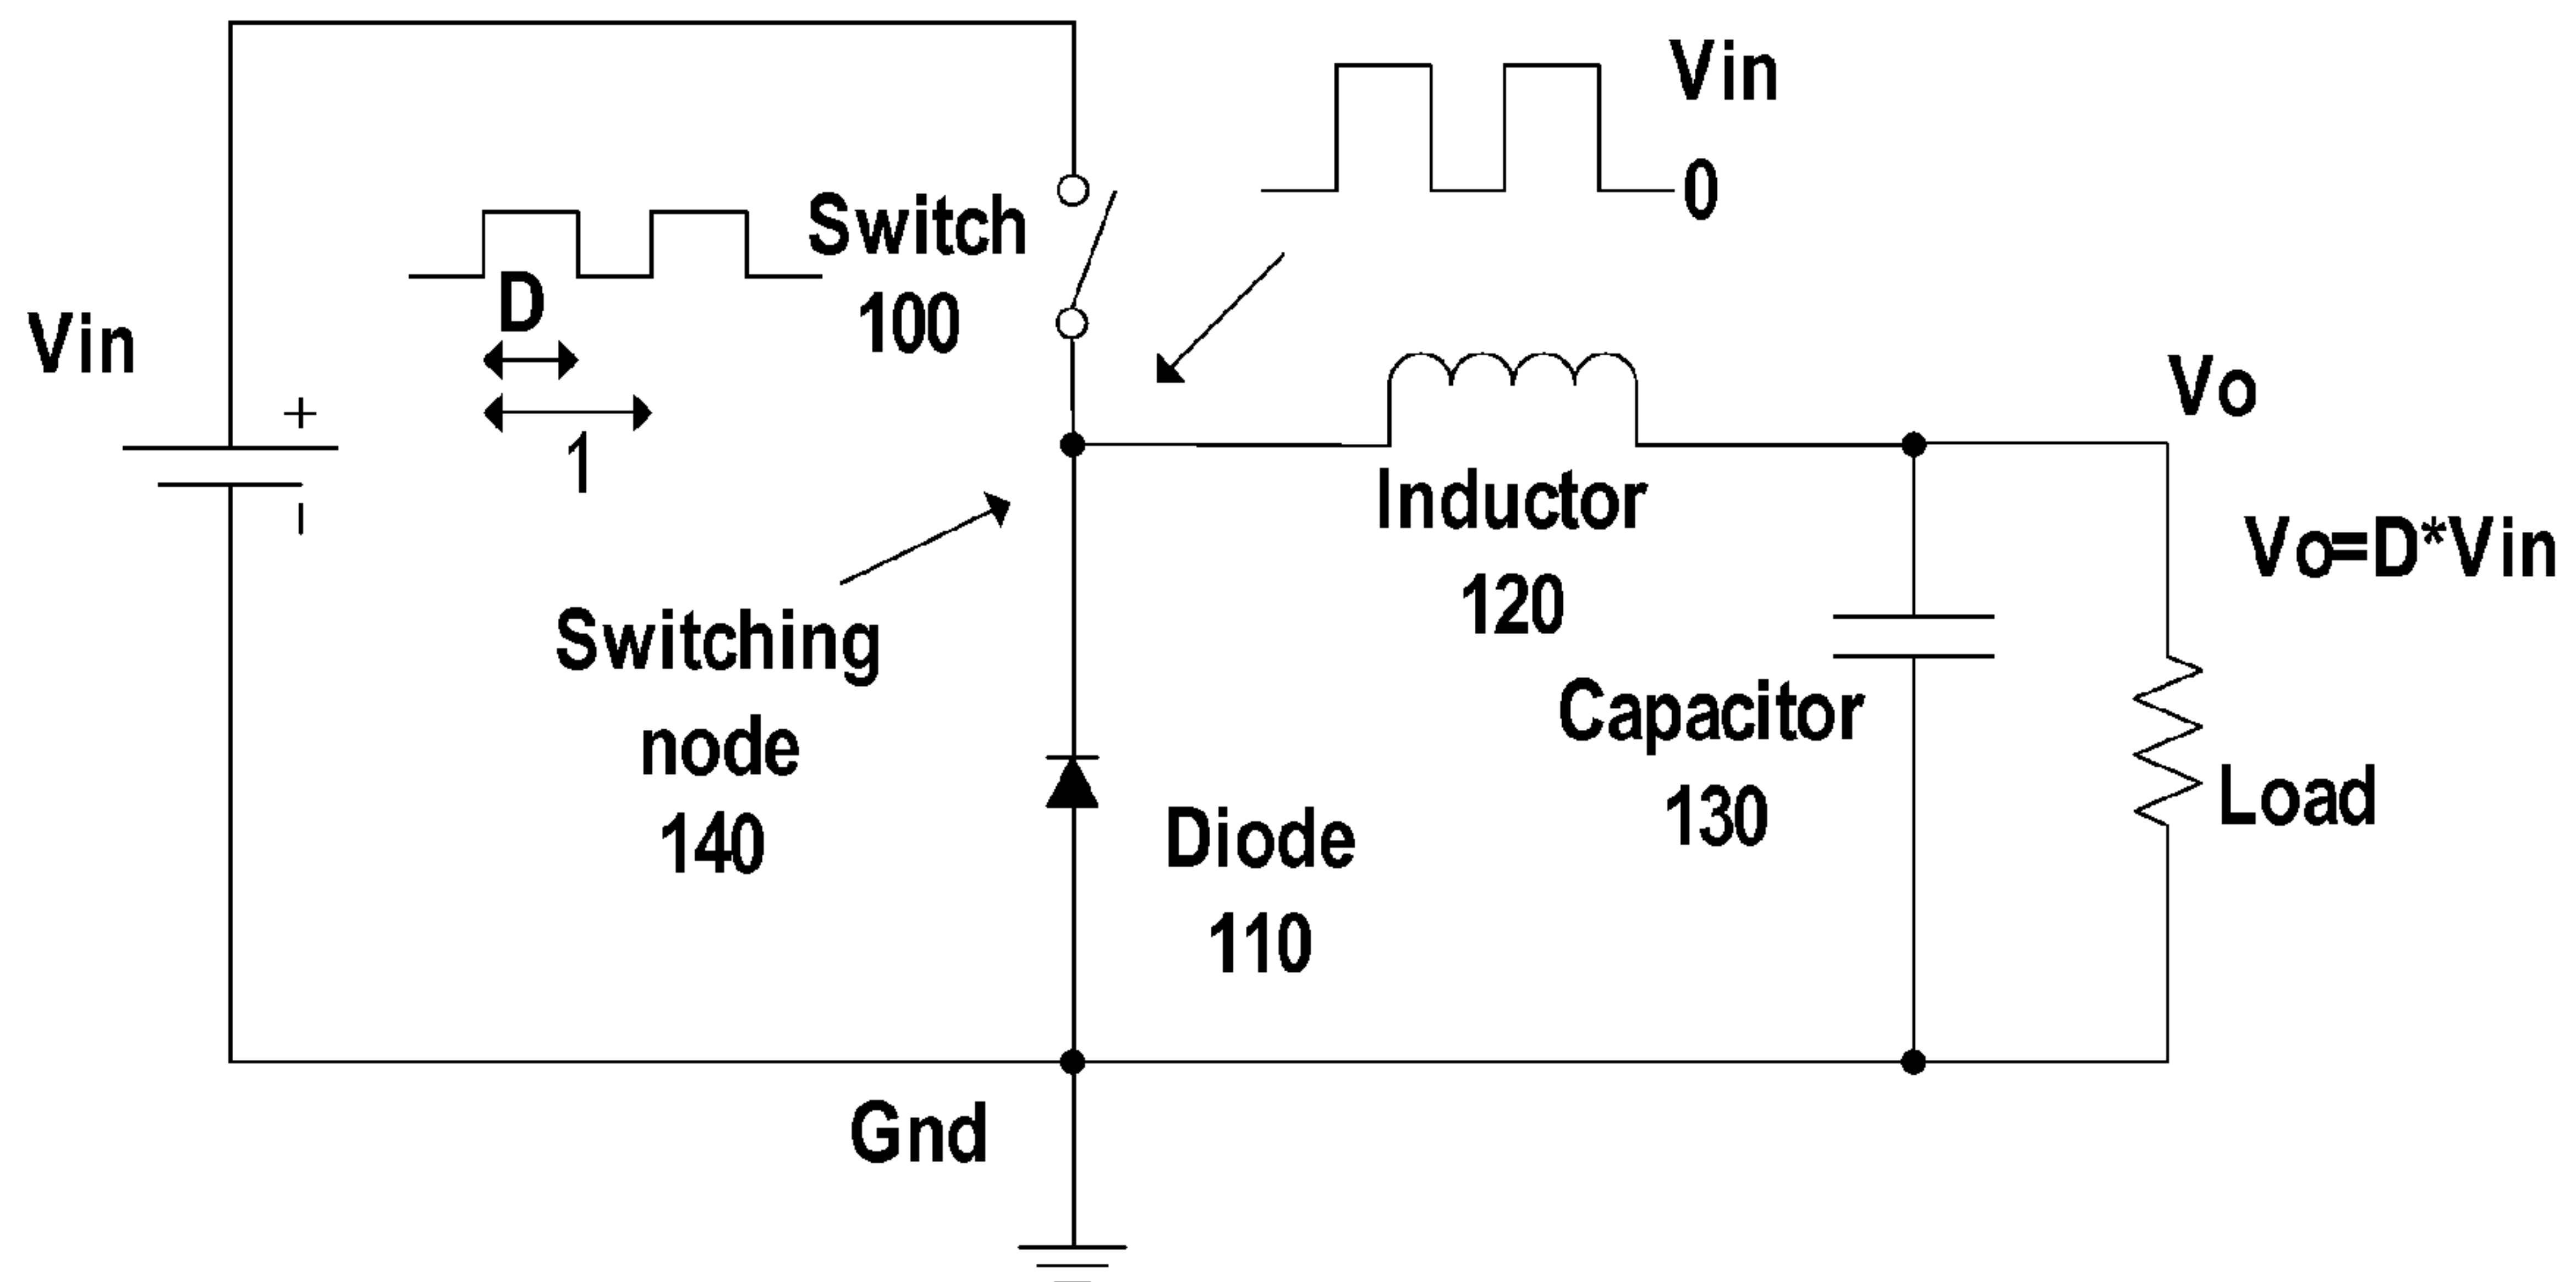 Vin
0
Switch
100
D
1
Vin
+
-
Vo
Inductor
120
Vo=D*Vin
Switching
node
140
Capacitor
130
Load
Diode
110
Gnd